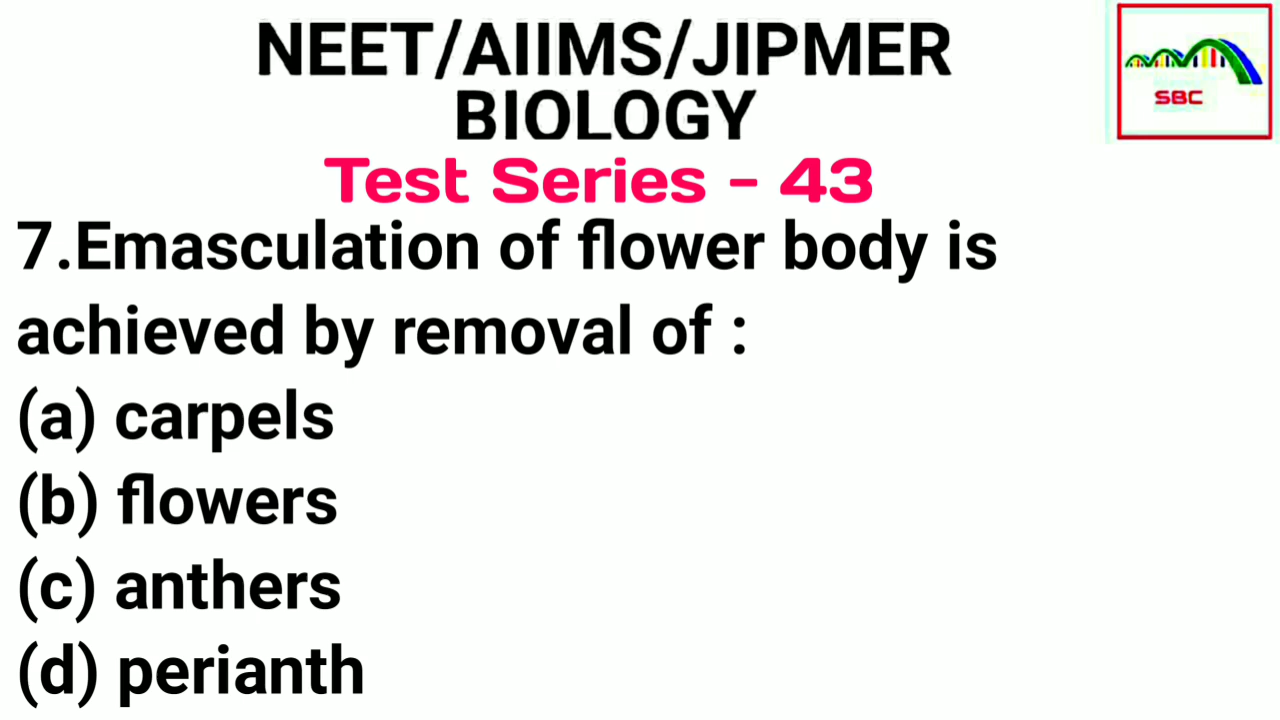 NEET/AIIMS/JIPMER
BIOLOGY
SBC
Test Series - 43
7.Emasculation of flower body is
achieved by removal of :
(a) carpels
(b) flowers
(c) anthers
(d) perianth